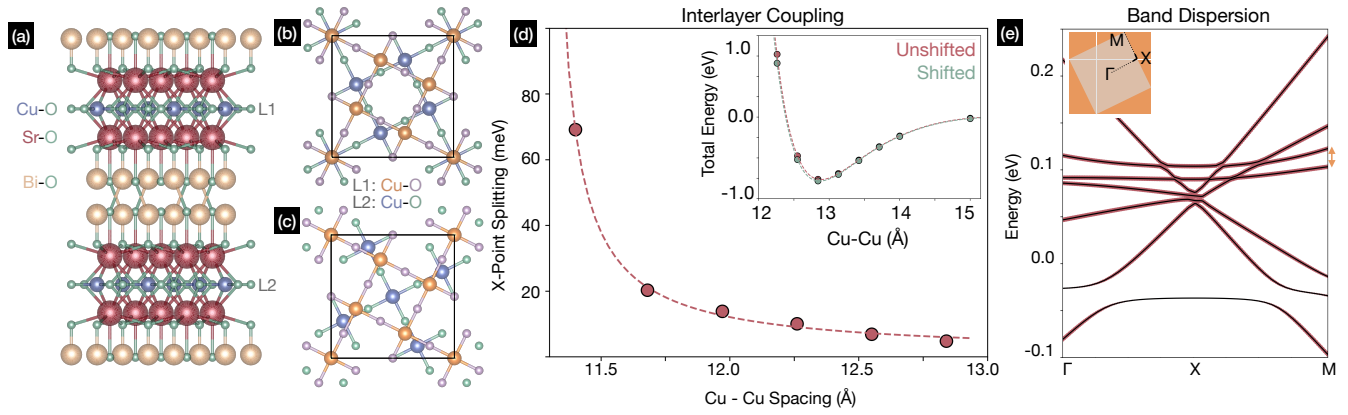 (a)
Cu-O
Sr-O
Bi-O
L1
L2
(b)
L1: Cu-O
L2: Cu-O
(c)
(d)
Interlayer Coupling
X-Point Splitting (meV)
80
60
40
20
11.5
12.0
12.5
13.0
Cu - Cu Spacing (Å)
Unshifted
Shifted
Total Energy (eV)
1.0
0.0
-1.0
12
13
14
15
Cu-Cu (Å)
(e)
Band Dispersion
M
X
Γ
Energy (eV)
0.2
0.1
0.0
-0.1
Γ
X
M